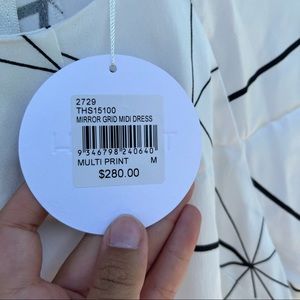 2729
THS15100
MIRROR GRID MIDI DRESS
9 346798 240640
MULTI PRINT M
$280.00